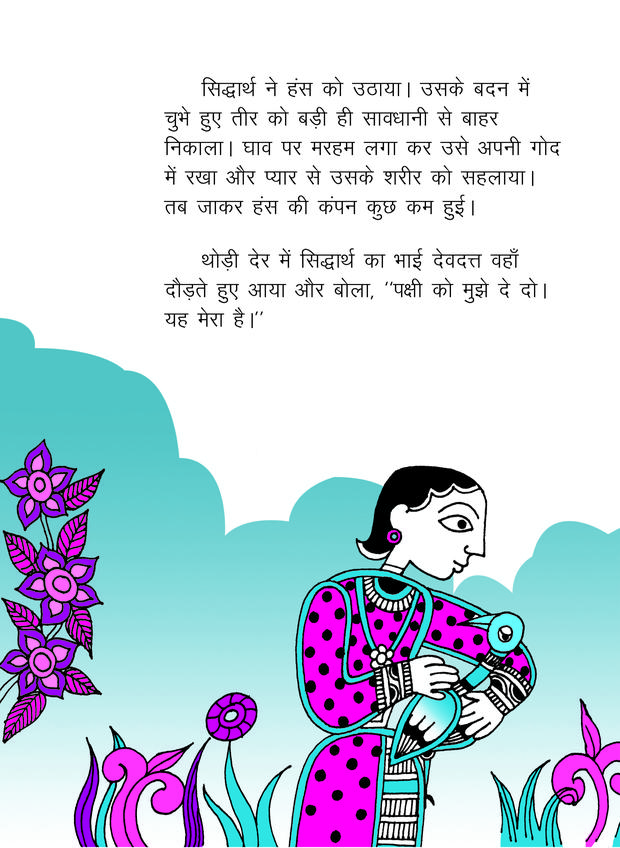 सिद्धार्थ ने हंस को उठाया। उसके बदन में
चुभे हुए तीर को बड़ी ही सावधानी से बाहर
निकाला। घाव पर मरहम लगा कर उसे अपनी गोद
में रखा और प्यार से उसके शरीर को सहलाया।
तब जाकर हंस की कंपन कुछ कम हुई।
थोड़ी देर में सिद्धार्थ का भाई देवदत्त वहाँ
दौड़ते हुए आया और बोला, ‘‘पक्षी को मुझे दे दो।
यह मेरा है।’’